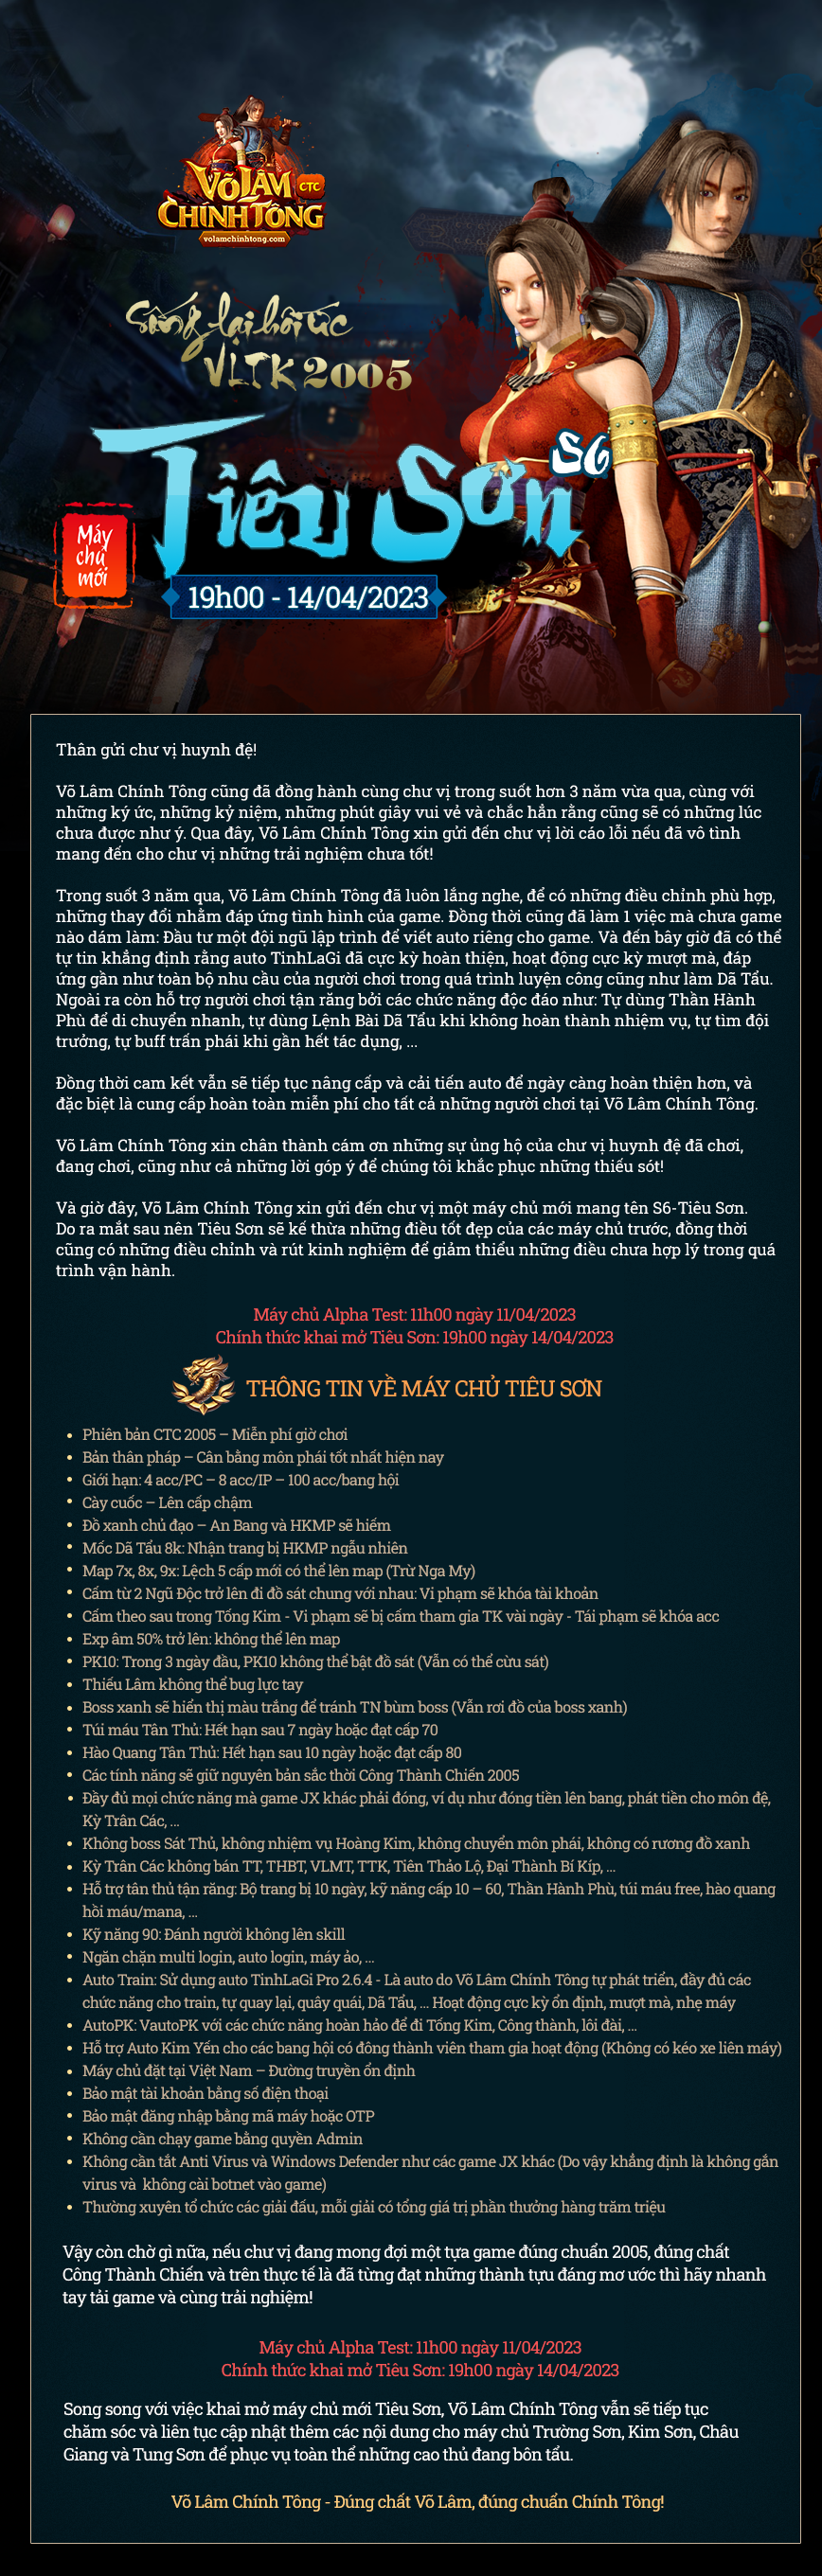 VÕ LÂM
CTC
CHÍNH TÔNG
volamchinhtong.com
Sống lại hồi ức
VLTK 2005
Tiêu Sơn S6
Máy
chủ
mới
19h00 - 14/04/2023
Thân gửi chư vị huynh đệ!
Võ Lâm Chính Tông cũng đã đồng hành cùng chư vị trong suốt hơn 3 năm vừa qua, cùng với
những ký ức, những kỷ niệm, những phút giây vui vẻ và chắc hẳn rằng cũng sẽ có những lúc
chưa được như ý. Qua đây, Võ Lâm Chính Tông xin gửi đến chư vị lời cáo lỗi nếu đã vô tình
mang đến cho chư vị những trải nghiệm chưa tốt!
Trong suốt 3 năm qua, Võ Lâm Chính Tông đã luôn lắng nghe, để có những điều chỉnh phù hợp,
những thay đổi nhằm đáp ứng tình hình của game. Đồng thời cũng đã làm 1 việc mà chưa game
nào dám làm: Đầu tư một đội ngũ lập trình để viết auto riêng cho game. Và đến bây giờ đã có thể
tự tin khẳng định rằng auto TinhLaGi đã cực kỳ hoàn thiện, hoạt động cực kỳ mượt mà, đáp
ứng gần như toàn bộ nhu cầu của người chơi trong quá trình luyện công cũng như làm Dã Tẩu.
Ngoài ra còn hỗ trợ người chơi tận răng bởi các chức năng độc đáo như: Tự dùng Thần Hành
Phù để di chuyển nhanh, tự dùng Lệnh Bài Dã Tẩu khi không hoàn thành nhiệm vụ, tự tìm đội
trưởng, tự buff trấn phái khi gần hết tác dụng, ...
Đồng thời cam kết vẫn sẽ tiếp tục nâng cấp và cải tiến auto để ngày càng hoàn thiện hơn, và
đặc biệt là cung cấp hoàn toàn miễn phí cho tất cả những người chơi tại Võ Lâm Chính Tông.
Võ Lâm Chính Tông xin chân thành cám ơn những sự ủng hộ của chư vị huynh đệ đã chơi,
đang chơi, cũng như cả những lời góp ý để chúng tôi khắc phục những thiếu sót!
Và giờ đây, Võ Lâm Chính Tông xin gửi đến chư vị một máy chủ mới mang tên S6-Tiêu Sơn.
Do ra mắt sau nên Tiêu Sơn sẽ kế thừa những điều tốt đẹp của các máy chủ trước, đồng thời
cũng có những điều chỉnh và rút kinh nghiệm để giảm thiểu những điều chưa hợp lý trong quá
trình vận hành.
Máy chủ Alpha Test: 11h00 ngày 11/04/2023
Chính thức khai mở Tiêu Sơn: 19h00 ngày 14/04/2023
THÔNG TIN VỀ MÁY CHỦ TIÊU SƠN
• Phiên bản CTC 2005 – Miễn phí giờ chơi
• Bản thân pháp – Cân bằng môn phái tốt nhất hiện nay
• Giới hạn: 4 acc/PC – 8 acc/IP – 100 acc/bang hội
• Cày cuốc – Lên cấp chậm
• Đồ xanh chủ đạo – An Bang và HKMP sẽ hiếm
• Mốc Dã Tẩu 8k: Nhận trang bị HKMP ngẫu nhiên
• Map 7x, 8x, 9x: Lệch 5 cấp mới có thể lên map (Trừ Nga My)
• Cấm từ 2 Ngũ Độc trở lên đi đồ sát chung với nhau: Vi phạm sẽ khóa tài khoản
• Cấm theo sau trong Tống Kim - Vi phạm sẽ bị cấm tham gia TK vài ngày - Tái phạm sẽ khóa acc
• Exp âm 50% trở lên: không thể lên map
• PK10: Trong 3 ngày đầu, PK10 không thể bật đồ sát (Vẫn có thể cừu sát)
• Thiếu Lâm không thể bug lực tay
• Boss xanh sẽ hiển thị màu trắng để tránh TN bùm boss (Vẫn rơi đồ của boss xanh)
• Túi máu Tân Thủ: Hết hạn sau 7 ngày hoặc đạt cấp 70
• Hào Quang Tân Thủ: Hết hạn sau 10 ngày hoặc đạt cấp 80
• Các tính năng sẽ giữ nguyên bản sắc thời Công Thành Chiến 2005
• Đầy đủ mọi chức năng mà game JX khác phải đóng, ví dụ như đóng tiền lên bang, phát tiền cho môn đệ,
Kỳ Trân Các, ...
• Không boss Sát Thủ, không nhiệm vụ Hoàng Kim, không chuyển môn phái, không có rương đồ xanh
• Kỳ Trân Các không bán TT, THBT, VLMT, TTK, Tiên Thảo Lộ, Đại Thành Bí Kíp, ...
• Hỗ trợ tân thủ tận răng: Bộ trang bị 10 ngày, kỹ năng cấp 10 – 60, Thần Hành Phù, túi máu free, hào quang
hồi máu/mana, ...
• Kỹ năng 90: Đánh người không lên skill
• Ngăn chặn multi login, auto login, máy ảo, ...
• Auto Train: Sử dụng auto TinhLaGi Pro 2.6.4 - Là auto do Võ Lâm Chính Tông tự phát triển, đầy đủ các
chức năng cho train, tự quay lại, quây quái, Dã Tẩu, ... Hoạt động cực kỳ ổn định, mượt mà, nhẹ máy
• AutoPK: VautoPK với các chức năng hoàn hảo để đi Tống Kim, Công thành, lôi đài, ...
• Hỗ trợ Auto Kim Yến cho các bang hội có đông thành viên tham gia hoạt động (Không có kéo xe liên máy)
• Máy chủ đặt tại Việt Nam – Đường truyền ổn định
• Bảo mật tài khoản bằng số điện thoại
• Bảo mật đăng nhập bằng mã máy hoặc OTP
• Không cần chạy game bằng quyền Admin
• Không cần tắt Anti Virus và Windows Defender như các game JX khác (Do vậy khẳng định là không gắn
virus và không cài botnet vào game)
• Thường xuyên tổ chức các giải đấu, mỗi giải có tổng giá trị phần thưởng hàng trăm triệu
Vậy còn chờ gì nữa, nếu chư vị đang mong đợi một tựa game đúng chuẩn 2005, đúng chất
Công Thành Chiến và trên thực tế là đã từng đạt những thành tựu đáng mơ ước thì hãy nhanh
tay tải game và cùng trải nghiệm!
Máy chủ Alpha Test: 11h00 ngày 11/04/2023
Chính thức khai mở Tiêu Sơn: 19h00 ngày 14/04/2023
Song song với việc khai mở máy chủ mới Tiêu Sơn, Võ Lâm Chính Tông vẫn sẽ tiếp tục
chăm sóc và liên tục cập nhật thêm các nội dung cho máy chủ Trường Sơn, Kim Sơn, Châu
Giang và Tung Sơn để phục vụ toàn thể những cao thủ đang bôn tẩu.
Võ Lâm Chính Tông - Đúng chất Võ Lâm, đúng chuẩn Chính Tông!